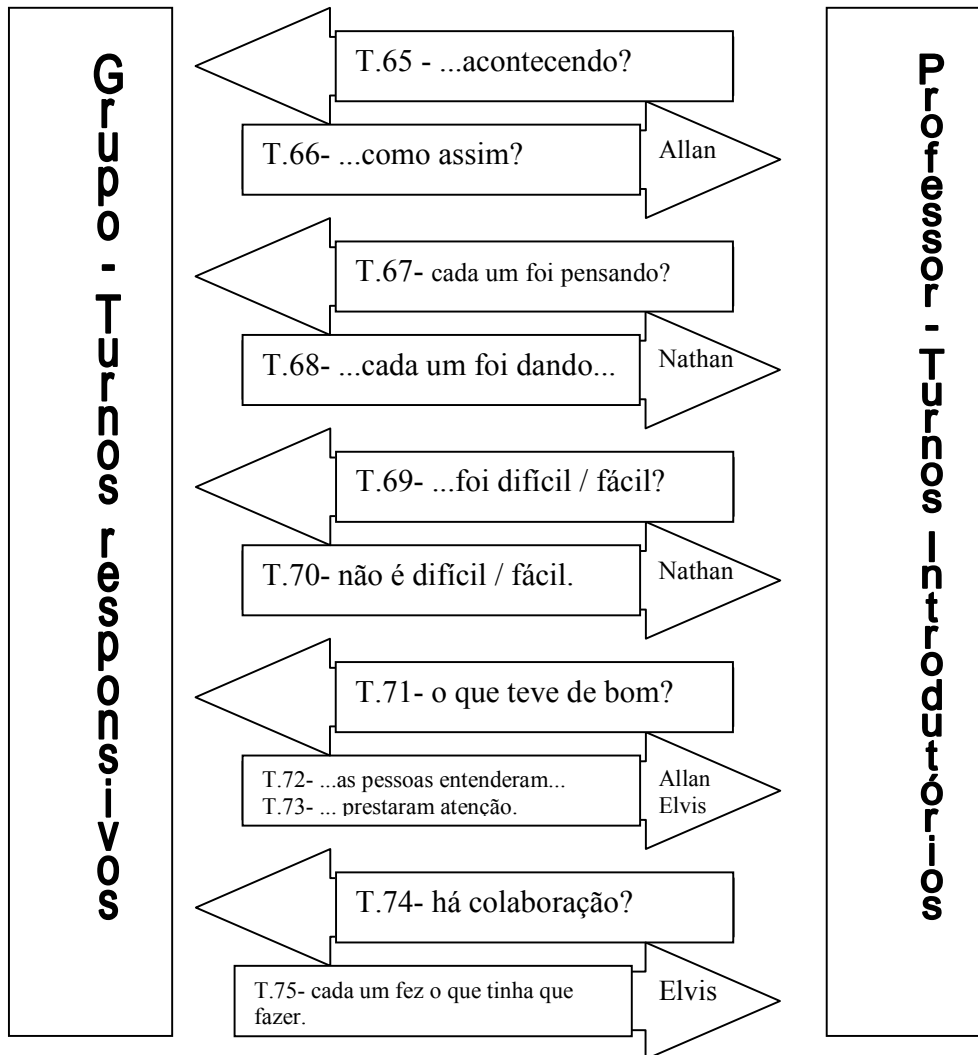 Grupo - Turnos responsivos
T.65 - ...acontecendo?
T.66- ...como assim?
Allan
T.67- cada um foi pensando?
T.68- ...cada um foi dando...
Nathan
T.69- ...foi difícil / fácil?
T.70- não é difícil / fácil.
Nathan
T.71- o que teve de bom?
T.72- ...as pessoas entenderam...
T.73- ... prestaram atenção.
Allan
Elvis
T.74- há colaboração?
T.75- cada um fez o que tinha que
fazer.
Elvis
Professor - Turnos introdutórios